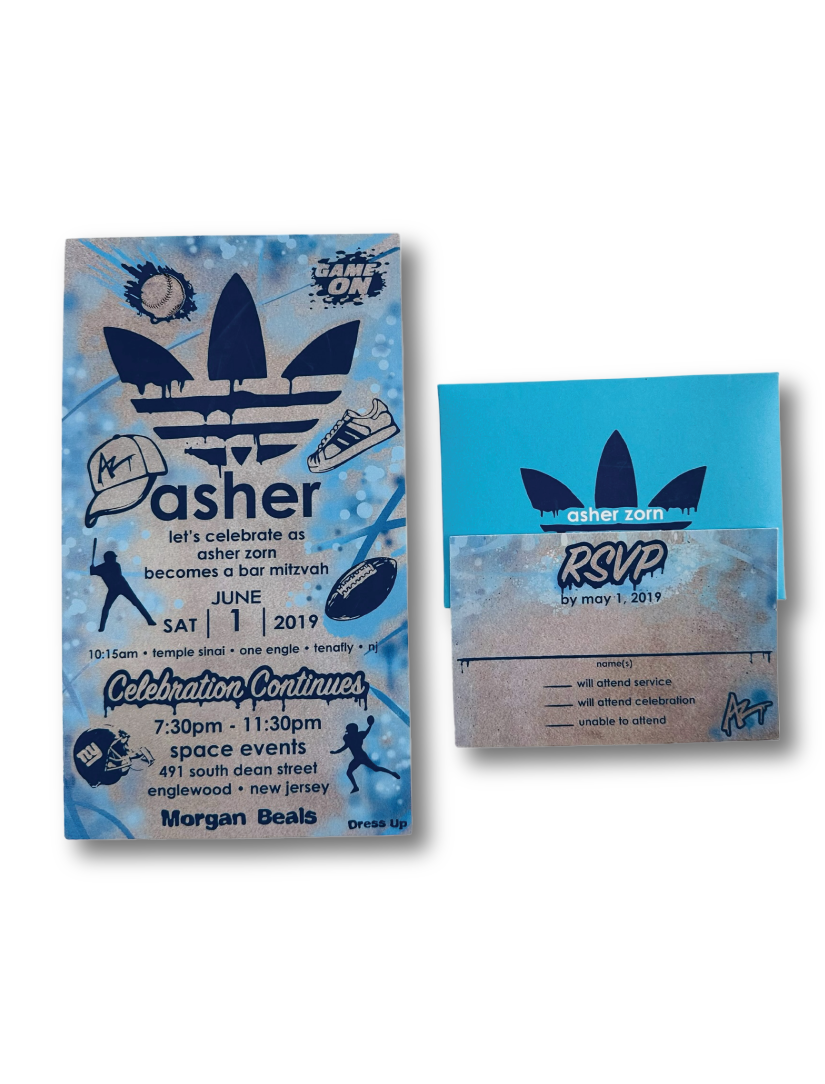 GAME
ON
AZT
asher
let's celebrate as
asher zorn
becomes a bar mitzvah
JUNE
SAT | 1 | 2019
10:15am • temple sinai • one engle • tenafly • nj
Celebration Continues
7:30pm - 11:30pm
space events
491 south dean street
englewood • new jersey
ny
Morgan Beals
Dress Up
asher zorn
RSVP
by may 1, 2019
name(s)
___ will attend service
___ will attend celebration
___ unable to attend
AZT